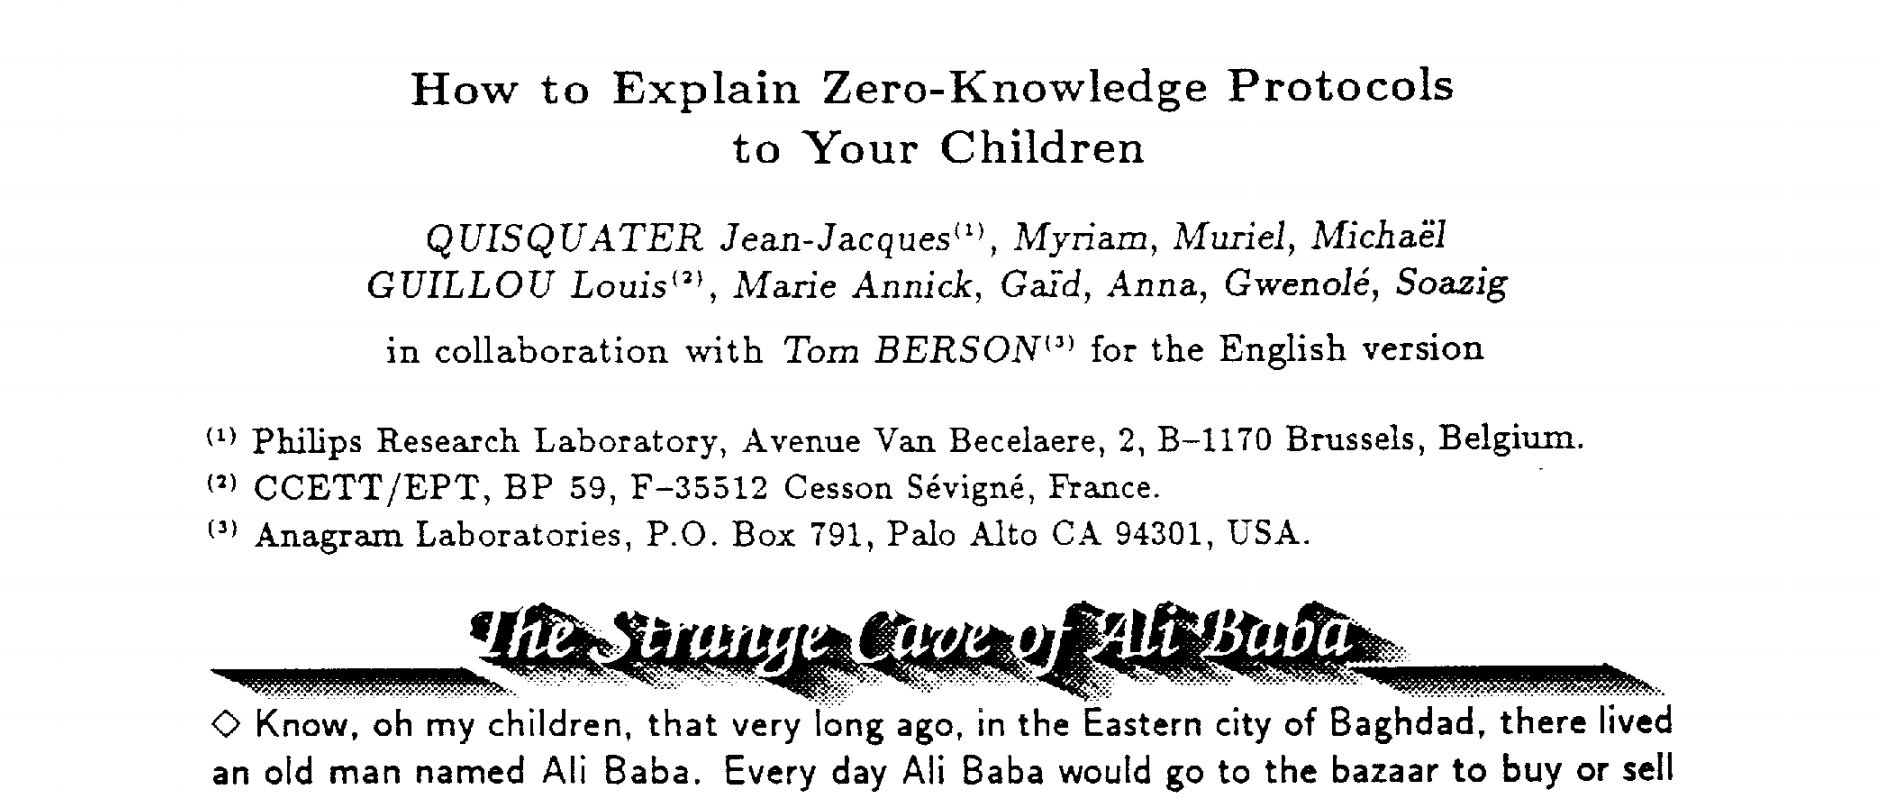 How to Explain Zero-Knowledge Protocols
to Your Children
QUISQUATER Jean-Jacques⁽¹⁾, Myriam, Muriel, Michaël
GUILLOU Louis⁽²⁾, Marie Annick, Gaïd, Anna, Gwenolé, Soazig
in collaboration with Tom BERSON⁽³⁾ for the English version
⁽¹⁾ Philips Research Laboratory, Avenue Van Becelaere, 2, B–1170 Brussels, Belgium.
⁽²⁾ CCETT/EPT, BP 59, F–35512 Cesson Sévigné, France.
⁽³⁾ Anagram Laboratories, P.O. Box 791, Palo Alto CA 94301, USA.
The Strange Cave of Ali Baba
◇ Know, oh my children, that very long ago, in the Eastern city of Baghdad, there lived
an old man named Ali Baba. Every day Ali Baba would go to the bazaar to buy or sell